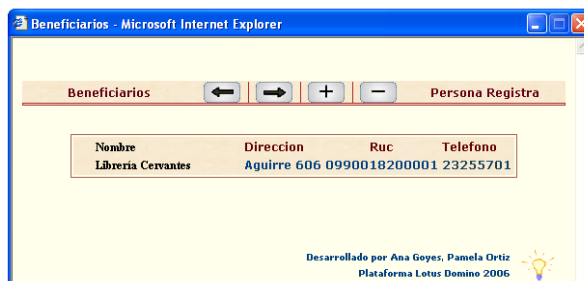 Beneficiarios - Microsoft Internet Explorer
Beneficiarios Persona Registra
Nombre Direccion Ruc Telefono
Librería Cervantes Aguirre 606 0990018200001 23255701
Desarrollado por Ana Goyes, Pamela Ortiz
Plataforma Lotus Domino 2006